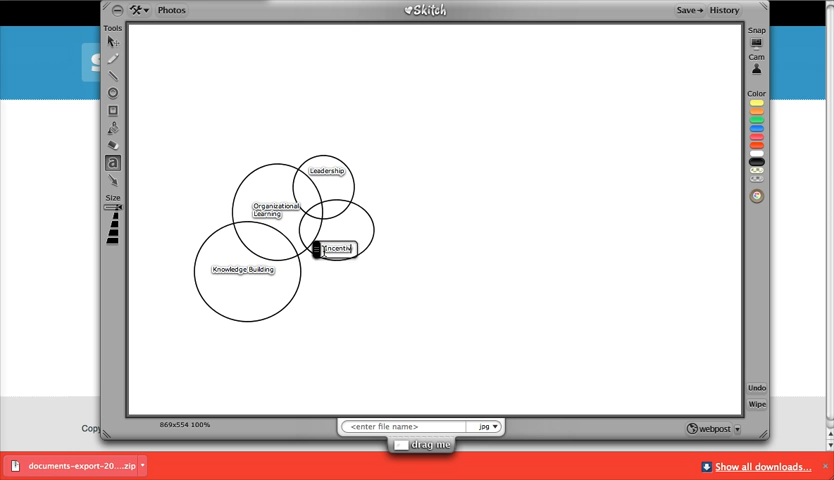 Photos
Skitch
Save
History
Tools
Snap
Cam
Color
a
Size
Leadership
Organizational
Learning
Incentiv
Knowledge Building
Undo
Wipe
869x554 100%
<enter file name>
jpg
webpost
drag me
Copy
documents-export-20....zip
Show all downloads...